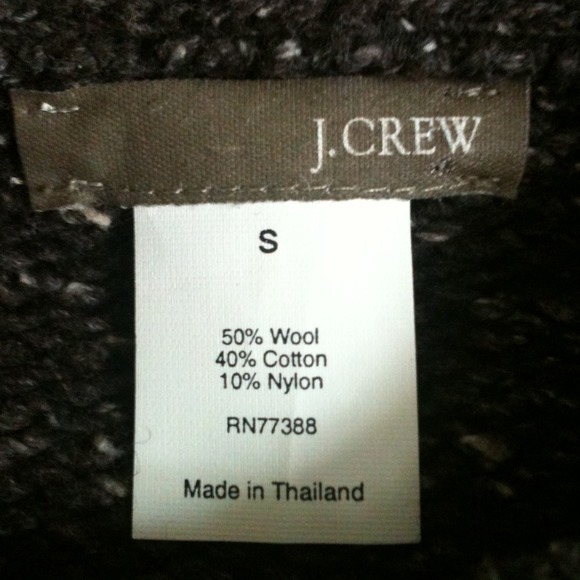 J.CREW
S
50% Wool
40% Cotton
10% Nylon
RN77388
Made in Thailand